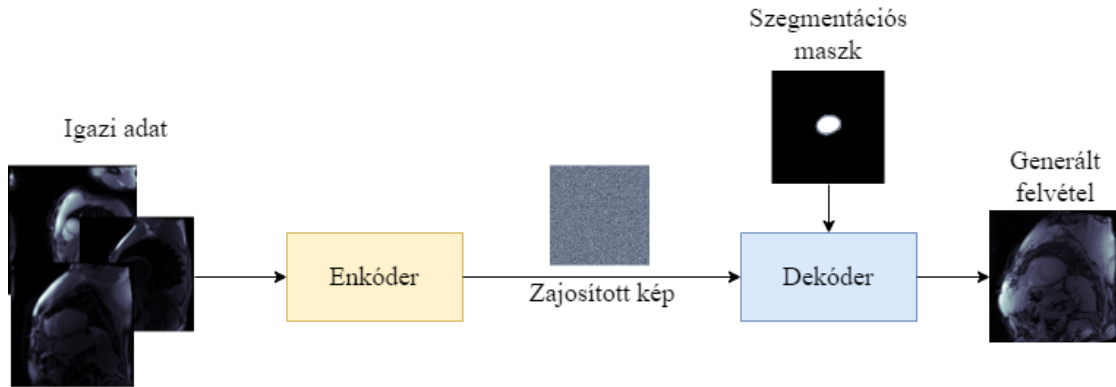 Szegmentációs
maszk
Igazi adat
Generált
felvétel
Enkóder
Zajosított kép
Dekóder